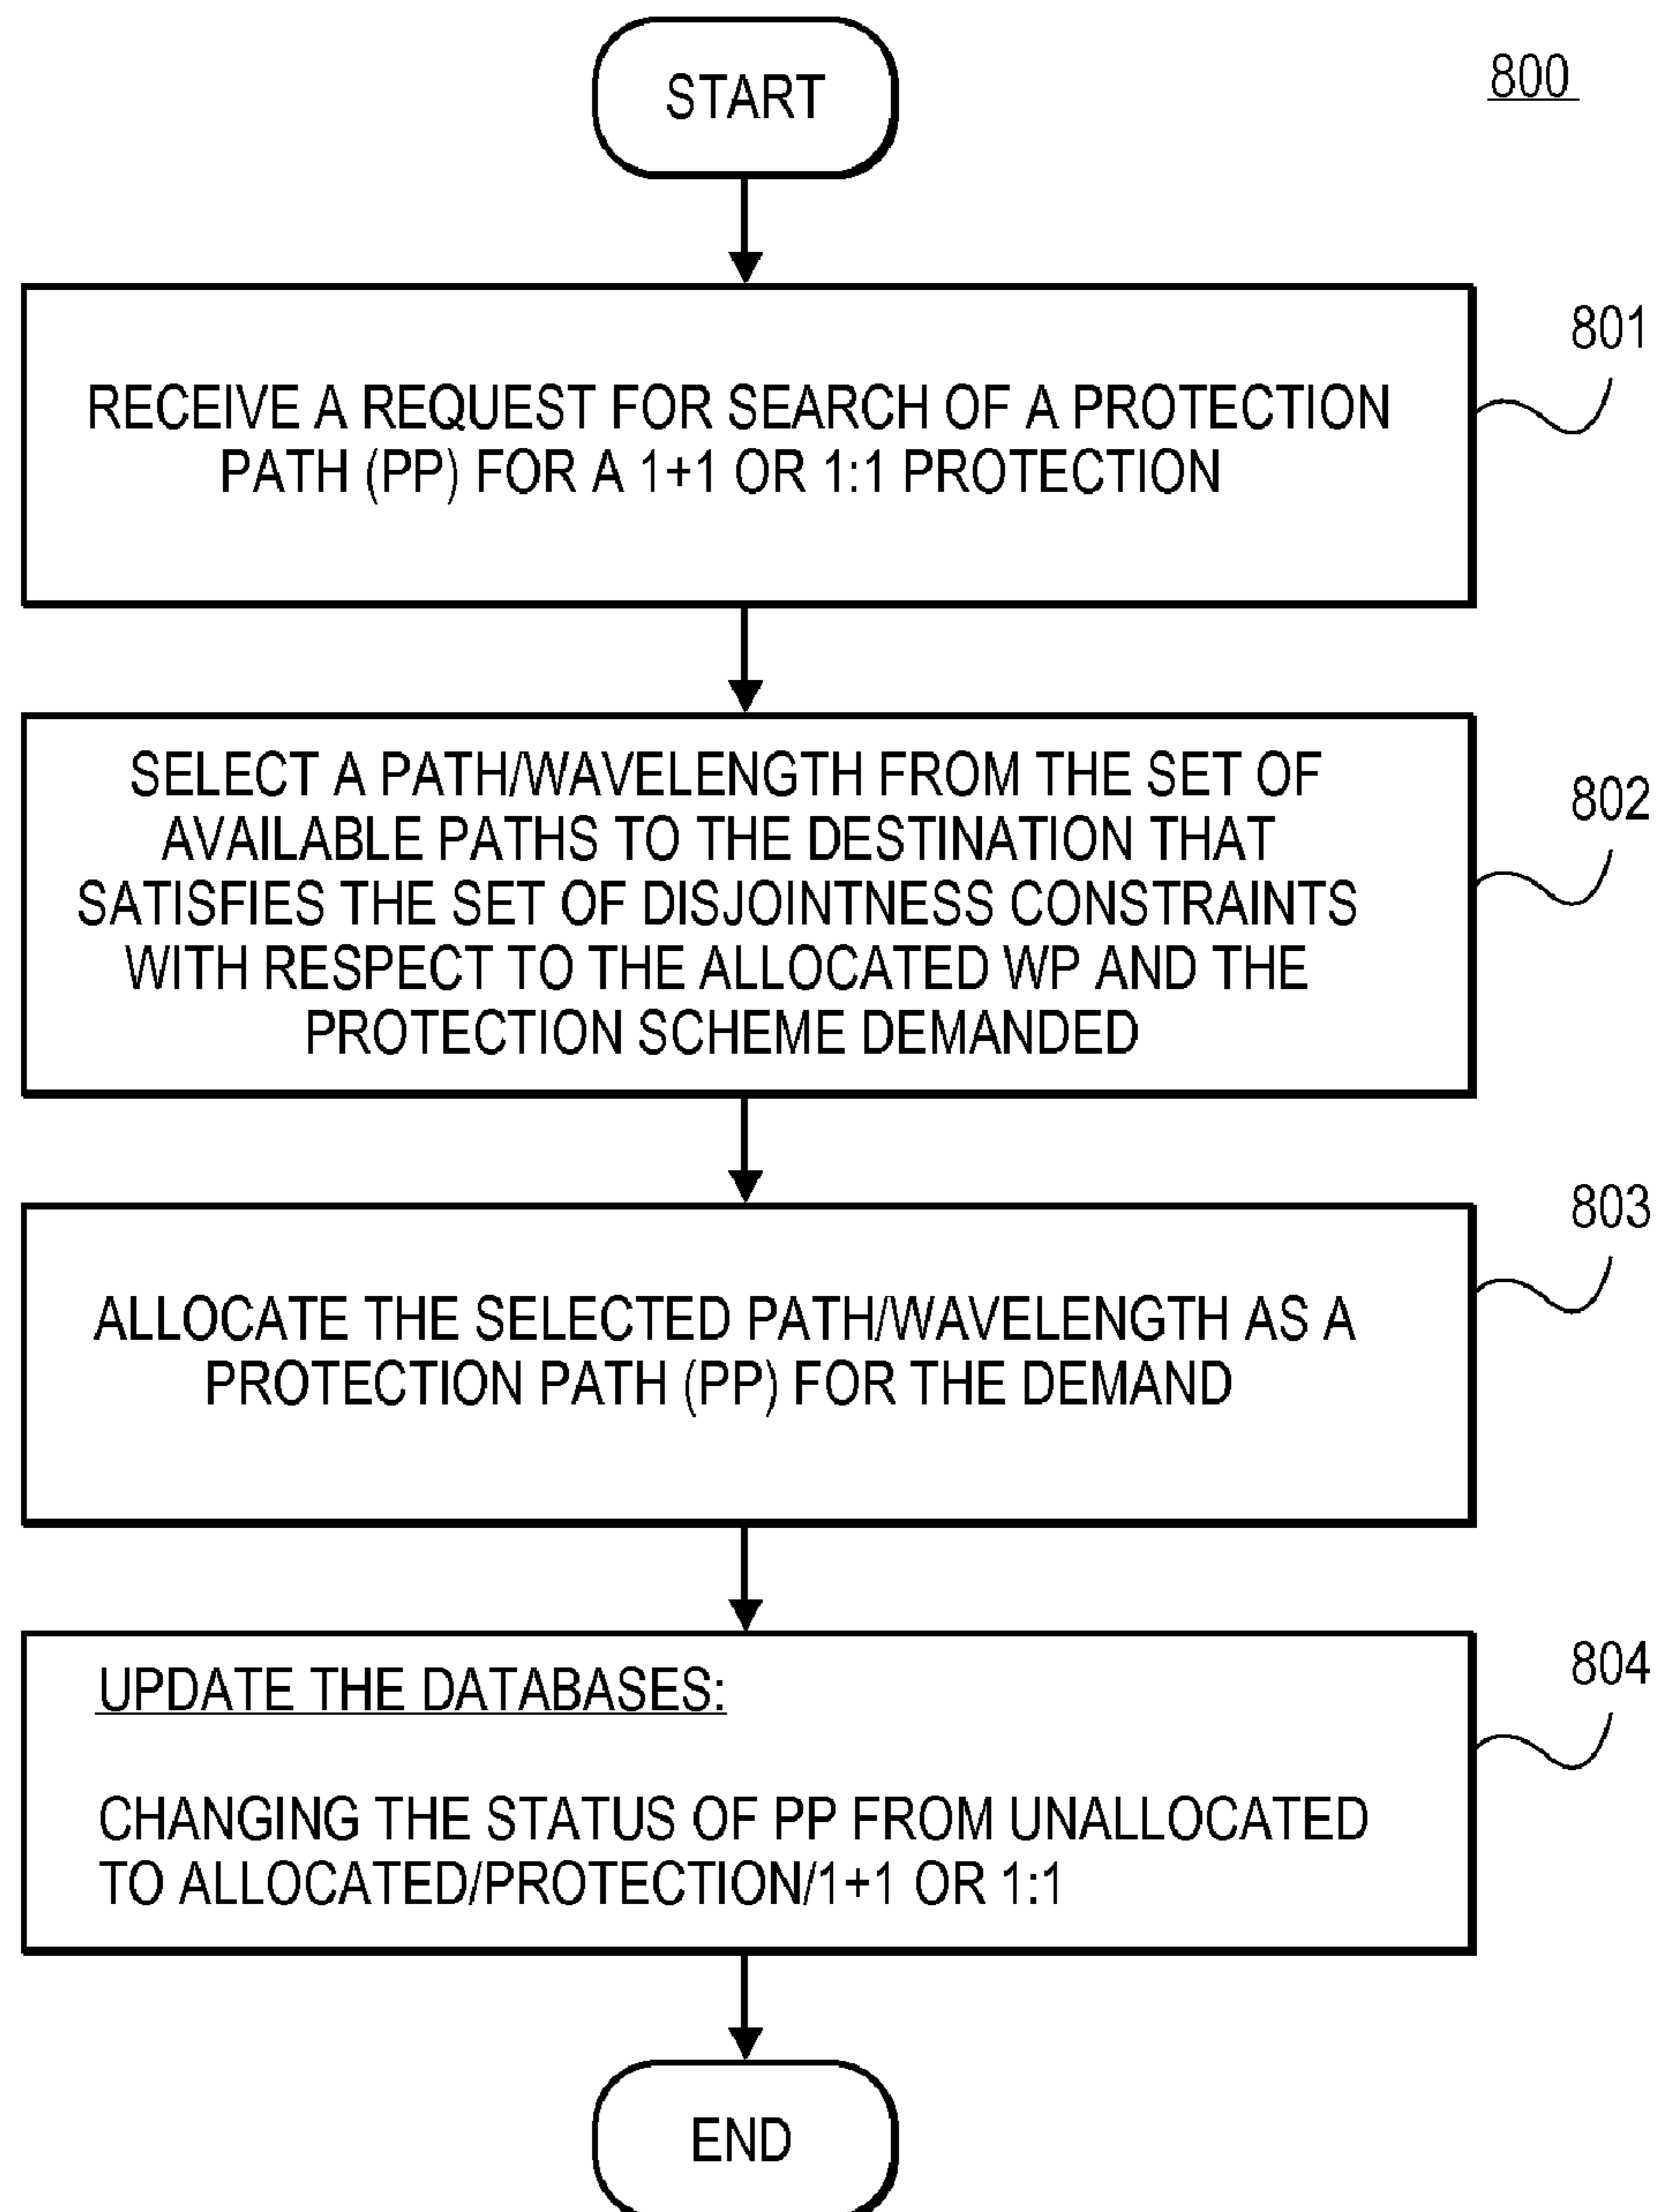 START
800
801
RECEIVE A REQUEST FOR SEARCH OF A PROTECTION
PATH (PP) FOR A 1+1 OR 1:1 PROTECTION
802
SELECT A PATH/WAVELENGTH FROM THE SET OF
AVAILABLE PATHS TO THE DESTINATION THAT
SATISFIES THE SET OF DISJOINTNESS CONSTRAINTS
WITH RESPECT TO THE ALLOCATED WP AND THE
PROTECTION SCHEME DEMANDED
803
ALLOCATE THE SELECTED PATH/WAVELENGTH AS A
PROTECTION PATH (PP) FOR THE DEMAND
804
UPDATE THE DATABASES:
CHANGING THE STATUS OF PP FROM UNALLOCATED
TO ALLOCATED/PROTECTION/1+1 OR 1:1
END